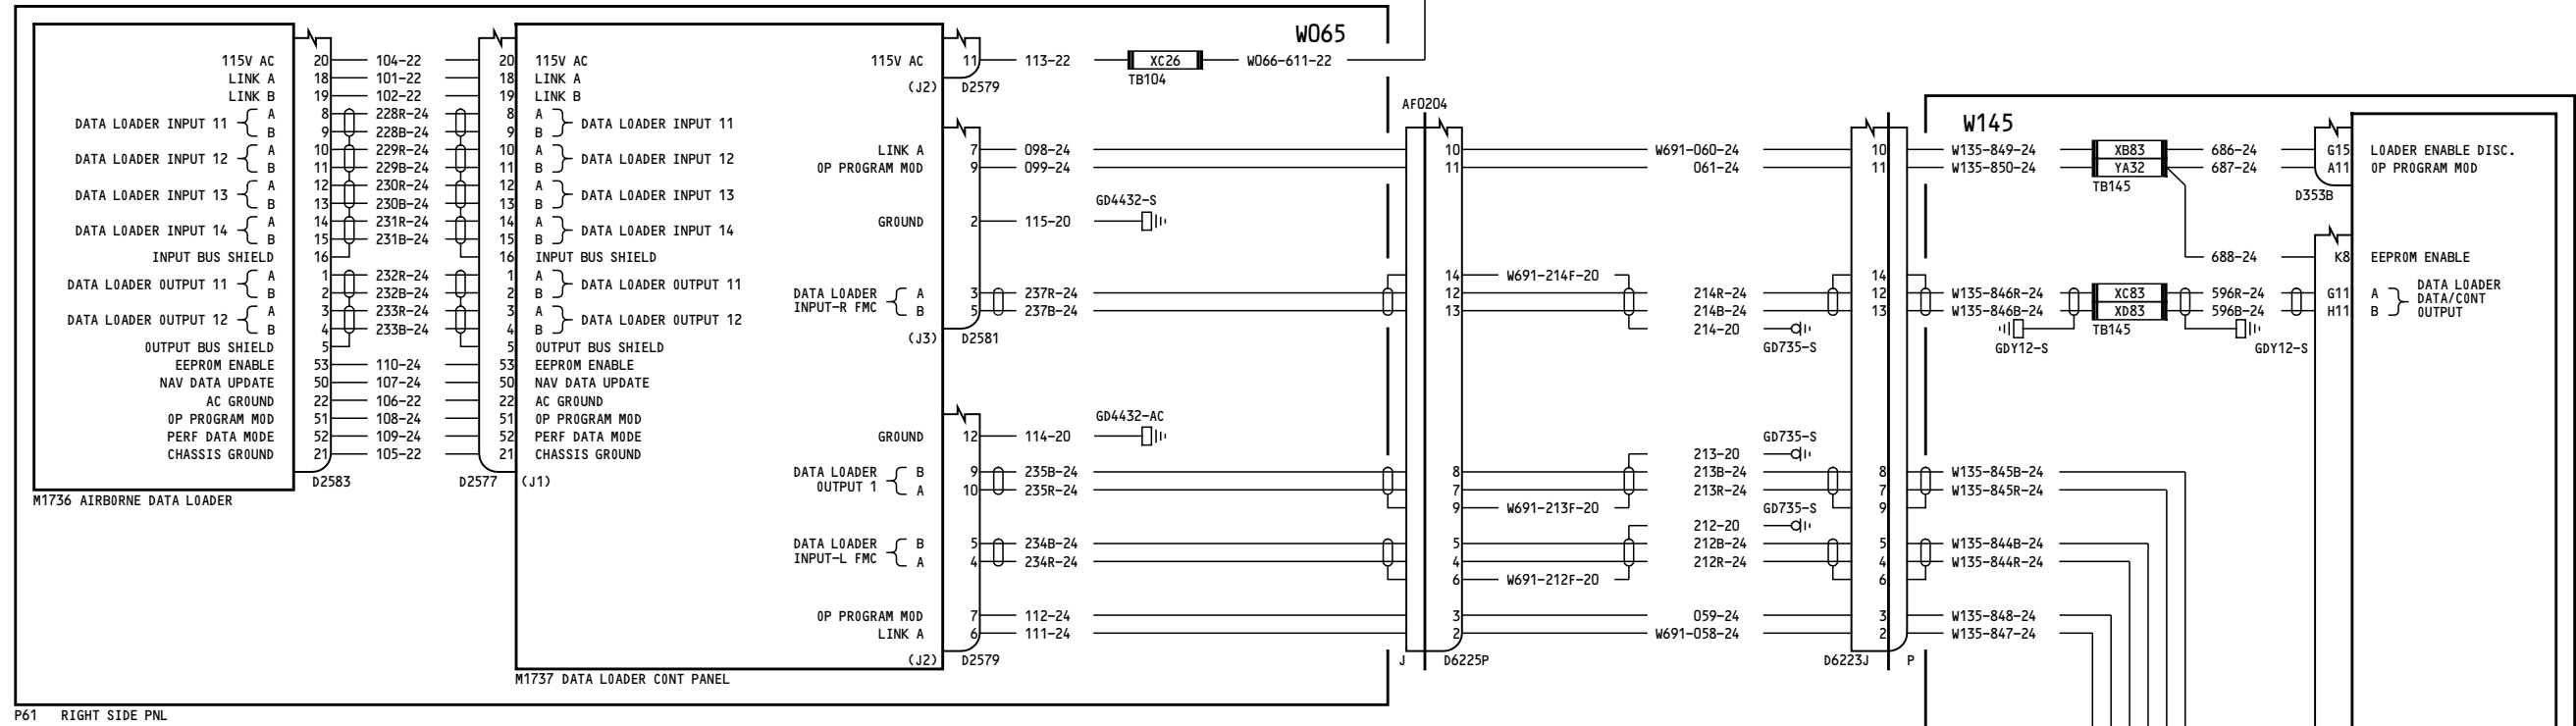 W065
115V AC 20 104-22 20 115V AC
115V AC 11 113-22 XC26 W066-611-22
TB104
LINK A 18 101-22 18 LINK A
LINK B 19 102-22 19 LINK B
(J2) D2579
DATA LOADER INPUT 11 A 8 228R-24 8 A DATA LOADER INPUT 11
B 9 228B-24 9 B
DATA LOADER INPUT 12 A 10 229R-24 10 A DATA LOADER INPUT 12
B 11 229B-24 11 B
DATA LOADER INPUT 13 A 12 230R-24 12 A DATA LOADER INPUT 13
B 13 230B-24 13 B
DATA LOADER INPUT 14 A 14 231R-24 14 A DATA LOADER INPUT 14
B 15 231B-24 15 B
INPUT BUS SHIELD 16 16 INPUT BUS SHIELD
DATA LOADER OUTPUT 11 A 1 232R-24 1 A DATA LOADER OUTPUT 11
B 2 232B-24 2 B
DATA LOADER OUTPUT 12 A 3 233R-24 3 A DATA LOADER OUTPUT 12
B 4 233B-24 4 B
OUTPUT BUS SHIELD 5 5 OUTPUT BUS SHIELD
EEPROM ENABLE 53 110-24 53 EEPROM ENABLE
NAV DATA UPDATE 50 107-24 50 NAV DATA UPDATE
AC GROUND 22 106-22 22 AC GROUND
OP PROGRAM MOD 51 108-24 51 OP PROGRAM MOD
PERF DATA MODE 52 109-24 52 PERF DATA MODE
CHASSIS GROUND 21 105-22 21 CHASSIS GROUND
D2583 D2577 (J1)
M1736 AIRBORNE DATA LOADER
AF0204
W145
LINK A 7 098-24 10 W691-060-24 10 W135-849-24 XB83 686-24 G15 LOADER ENABLE DISC.
OP PROGRAM MOD 9 099-24 11 061-24 11 W135-850-24 YA32 687-24 A11 OP PROGRAM MOD
TB145
D353B
GD4432-S
GROUND 2 115-20
688-24 K8 EEPROM ENABLE
14 W691-214F-20 14
DATA LOADER INPUT-R FMC A 3 237R-24 12 214R-24 12 W135-846R-24 XC83 596R-24 G11 A DATA LOADER DATA/CONT OUTPUT
B 5 237B-24 13 214B-24 13 W135-846B-24 XD83 596B-24 H11 B
214-20 TB145
(J3) D2581 GD735-S GDY12-S GDY12-S
GD4432-AC
GROUND 12 114-20 GD735-S
213-20
DATA LOADER OUTPUT 1 B 9 235B-24 8 213B-24 8 W135-845B-24
A 10 235R-24 7 213R-24 7 W135-845R-24
9 W691-213F-20 GD735-S 9
212-20
DATA LOADER INPUT-L FMC B 5 234B-24 5 212B-24 5 W135-844B-24
A 4 234R-24 4 212R-24 4 W135-844R-24
6 W691-212F-20 6
OP PROGRAM MOD 7 112-24 3 059-24 3 W135-848-24
LINK A 6 111-24 2 W691-058-24 2 W135-847-24
(J2) D2579 J D6225P D6223J P
M1737 DATA LOADER CONT PANEL
P61 RIGHT SIDE PNL